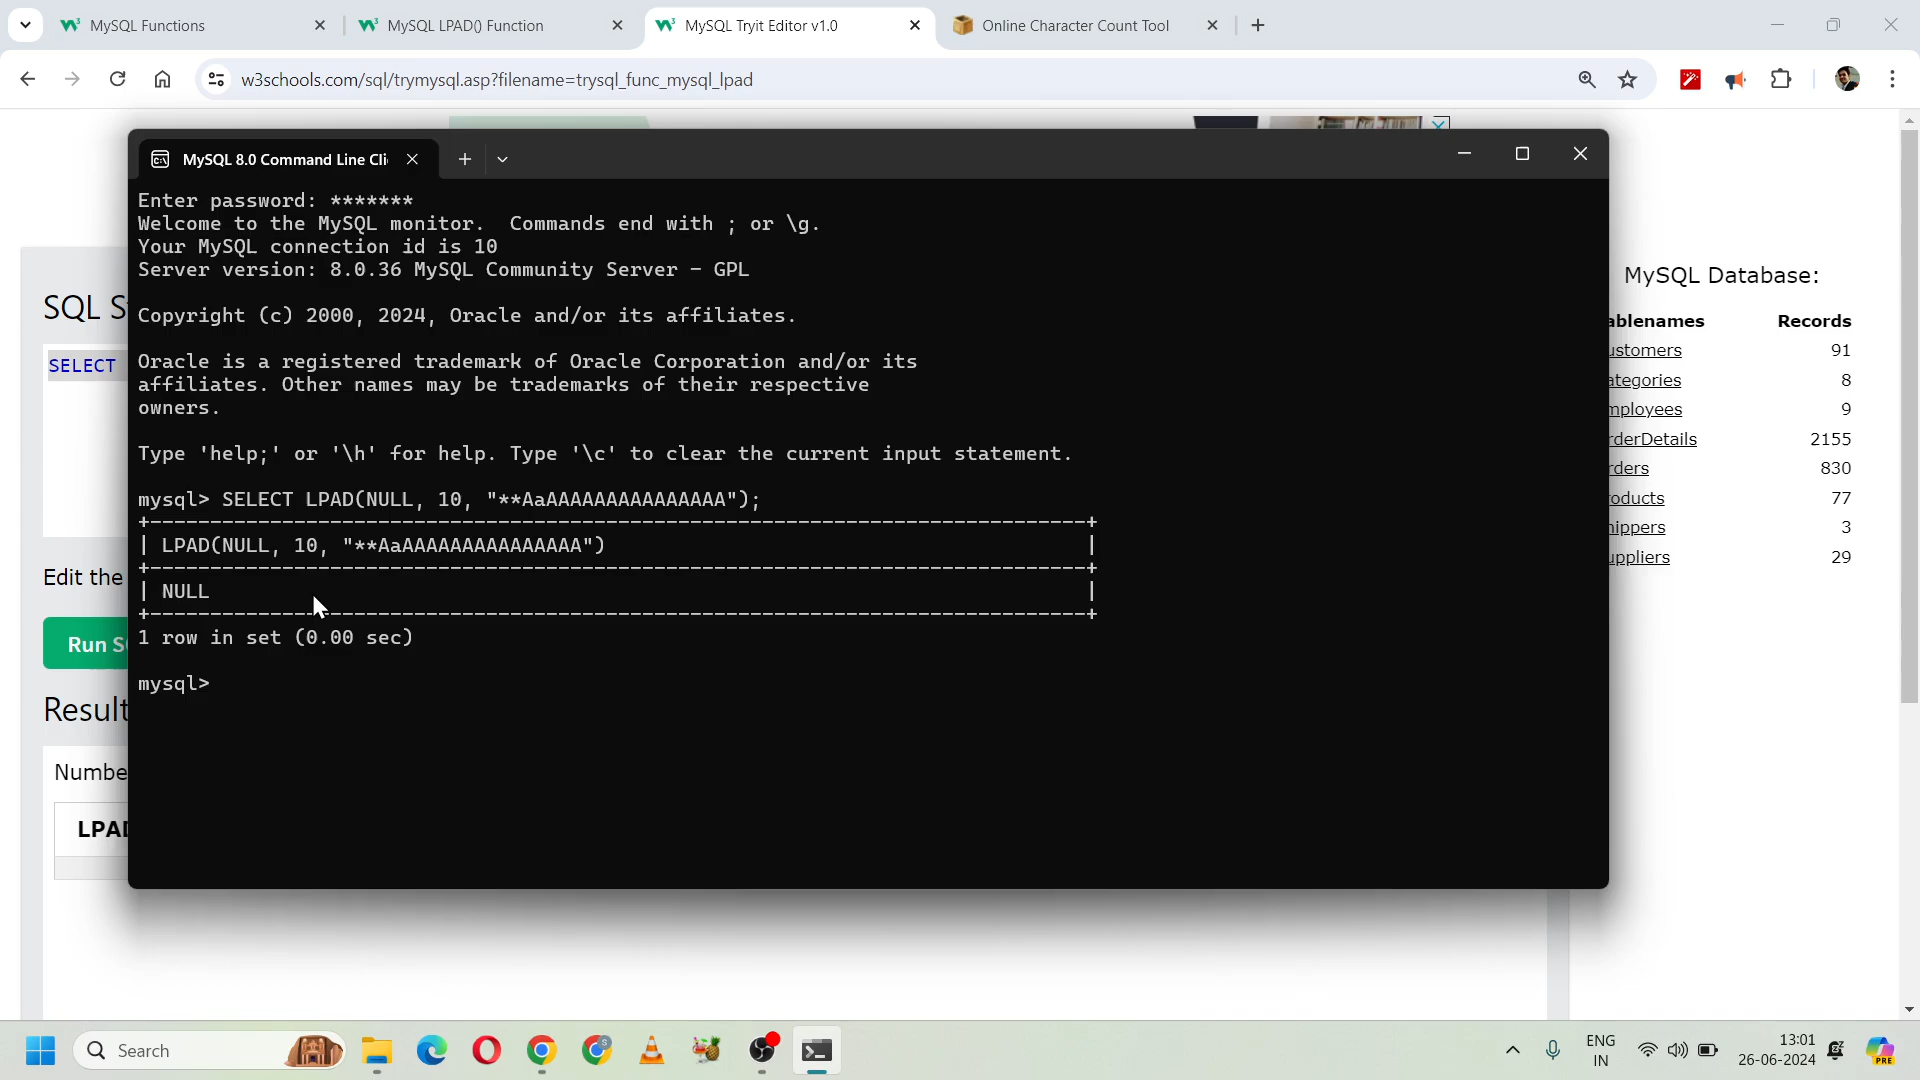 MySQL Functions
MySQL LPAD() Function
MySQL Tryit Editor v1.0
Online Character Count Tool
w3schools.com/sql/trymysql.asp?filename=trysql_func_mysql_lpad
MySQL 8.0 Command Line Cli
Enter password: *******
Welcome to the MySQL monitor.  Commands end with ; or \g.
Your MySQL connection id is 10
Server version: 8.0.36 MySQL Community Server - GPL
Copyright (c) 2000, 2024, Oracle and/or its affiliates.
Oracle is a registered trademark of Oracle Corporation and/or its
affiliates. Other names may be trademarks of their respective
owners.
Type 'help;' or '\h' for help. Type '\c' to clear the current input statement.
mysql> SELECT LPAD(NULL, 10, "**AaAAAAAAAAAAAAAAA");
+------------------------------------------------------------------------------+
| LPAD(NULL, 10, "**AaAAAAAAAAAAAAAAA") |
+------------------------------------------------------------------------------+
| NULL |
+------------------------------------------------------------------------------+
1 row in set (0.00 sec)
mysql>
SQL S
SELECT
Edit the
Run S
Result
Numbe
LPAD
MySQL Database:
ablenames Records
ustomers 91
ategories 8
mployees 9
rderDetails 2155
rders 830
roducts 77
hippers 3
uppliers 29
Search
ENG
IN
13:01
26-06-2024
PRE